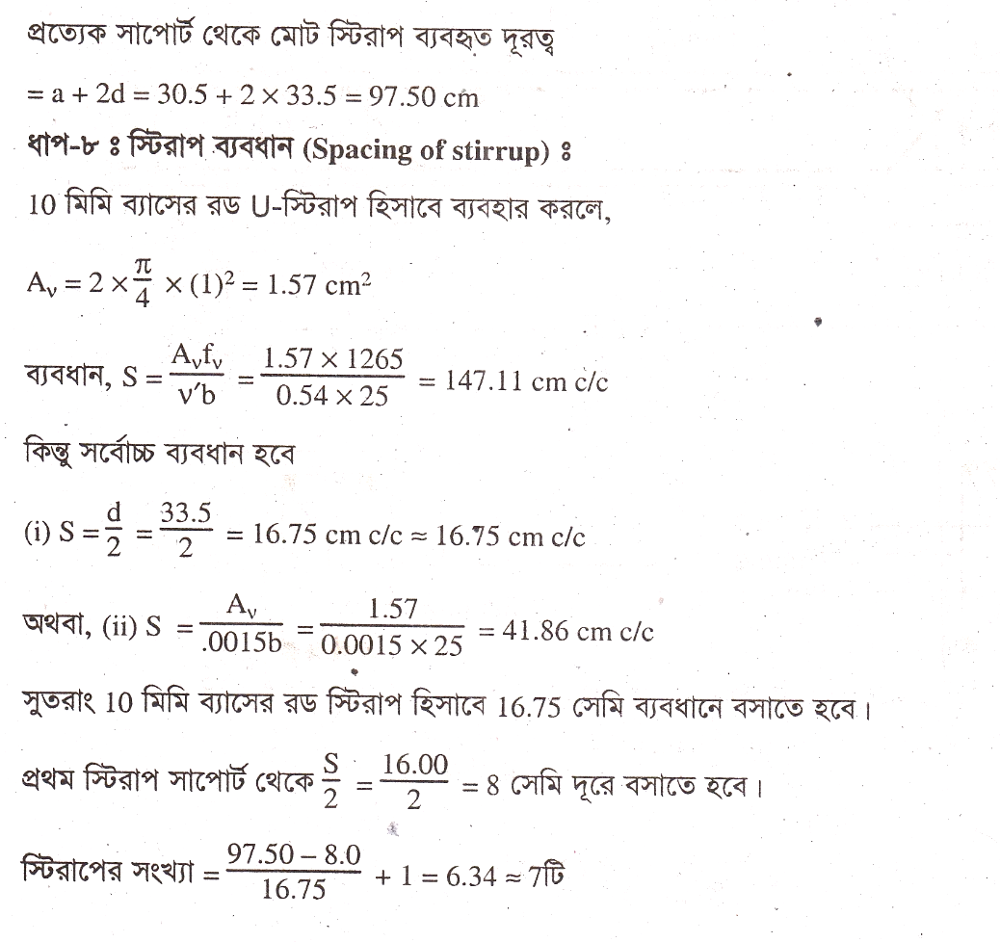 প্রত্যেক সাপোর্ট থেকে মোট স্টিরাপ ব্যবহৃত দূরত্ব
= a + 2d = 30.5 + 2 × 33.5 = 97.50 cm
ধাপ-৮ ঃ স্টিরাপ ব্যবধান (Spacing of stirrup) ঃ
10 মিমি ব্যাসের রড U-স্টিরাপ হিসাবে ব্যবহার করলে,
Aᵥ = 2 × π/4 × (1)² = 1.57 cm²
ব্যবধান, S = Aᵥfᵥ/v′b = 1.57 × 1265/0.54 × 25 = 147.11 cm c/c
কিন্তু সর্বোচ্চ ব্যবধান হবে
(i) S = d/2 = 33.5/2 = 16.75 cm c/c ≈ 16.75 cm c/c
অথবা, (ii) S = Aᵥ/.0015b = 1.57/0.0015 × 25 = 41.86 cm c/c
সুতরাং 10 মিমি ব্যাসের রড স্টিরাপ হিসাবে 16.75 সেমি ব্যবধানে বসাতে হবে।
প্রথম স্টিরাপ সাপোর্ট থেকে S/2 = 16.00/2 = 8 সেমি দূরে বসাতে হবে।
স্টিরাপের সংখ্যা = 97.50 – 8.0/16.75 + 1 = 6.34 ≈ 7টি